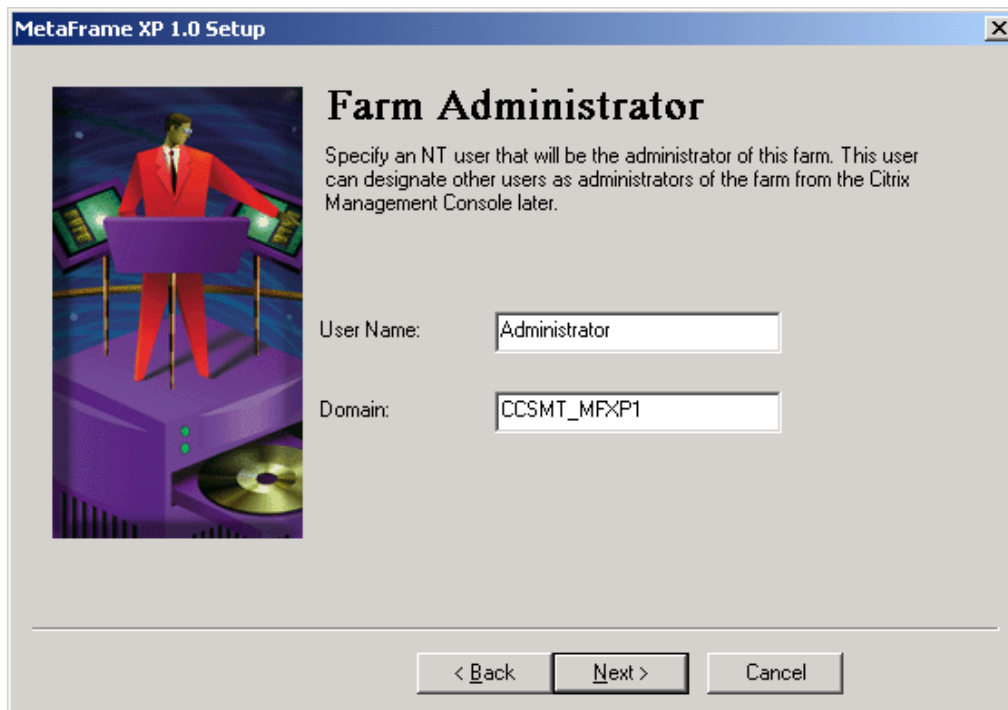 MetaFrame XP 1.0 Setup
Farm Administrator
Specify an NT user that will be the administrator of this farm. This user
can designate other users as administrators of the farm from the Citrix
Management Console later.
User Name: Administrator
Domain: CCSMT_MFXP1
< Back Next > Cancel